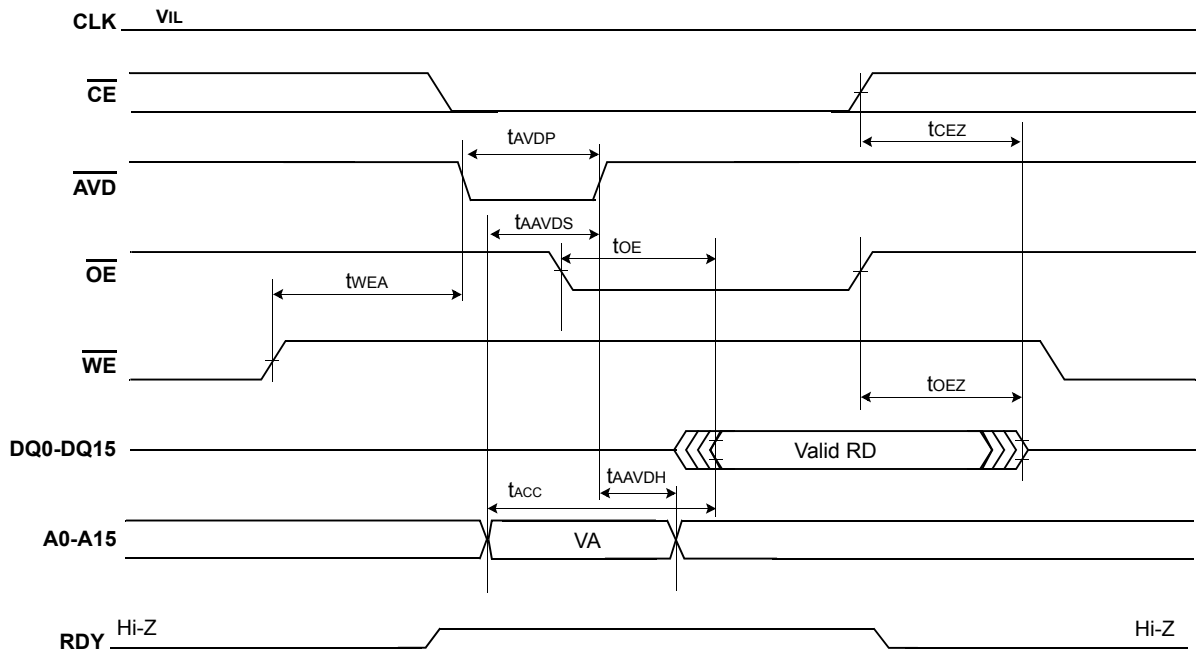 CLK VIL
CE
tCEZ
tAVDP
AVD
tAAVDS
tOE
OE
tWEA
WE
tOEZ
DQ0-DQ15 Valid RD
tAAVDH
tACC
A0-A15 VA
Hi-Z Hi-Z
RDY